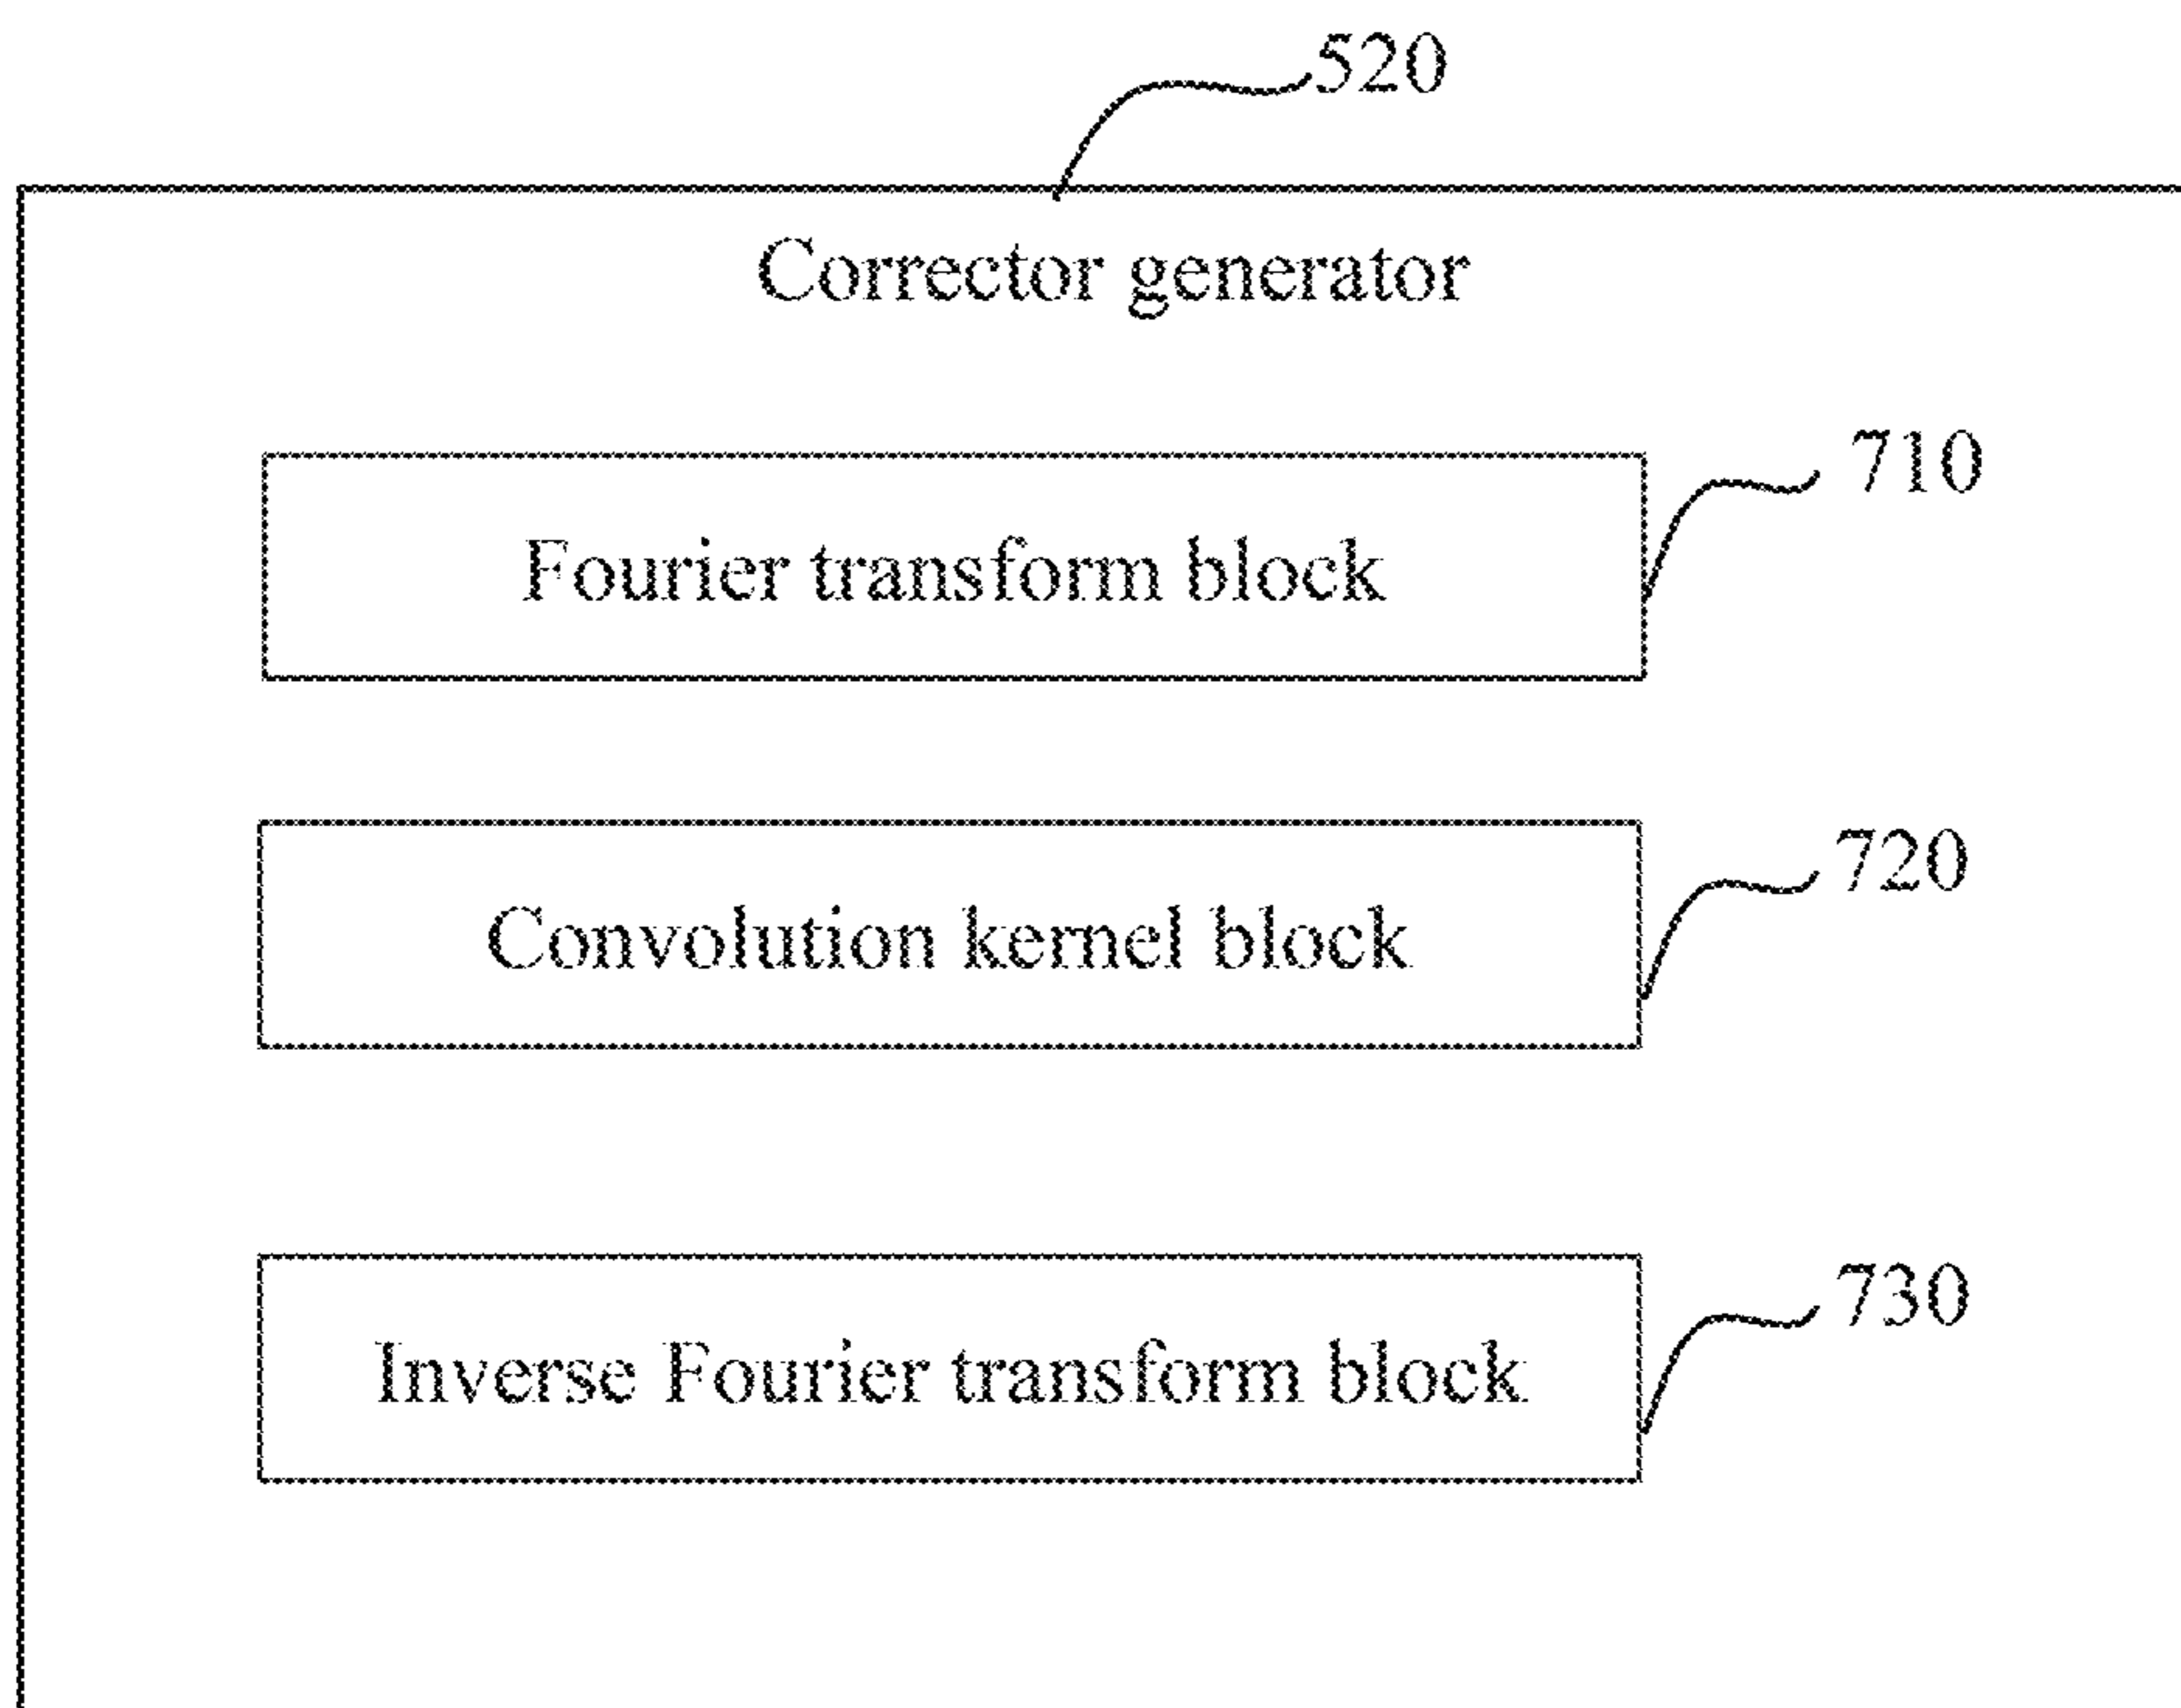 520
Corrector generator
710
Fourier transform block
720
Convolution kernel block
730
Inverse Fourier transform block